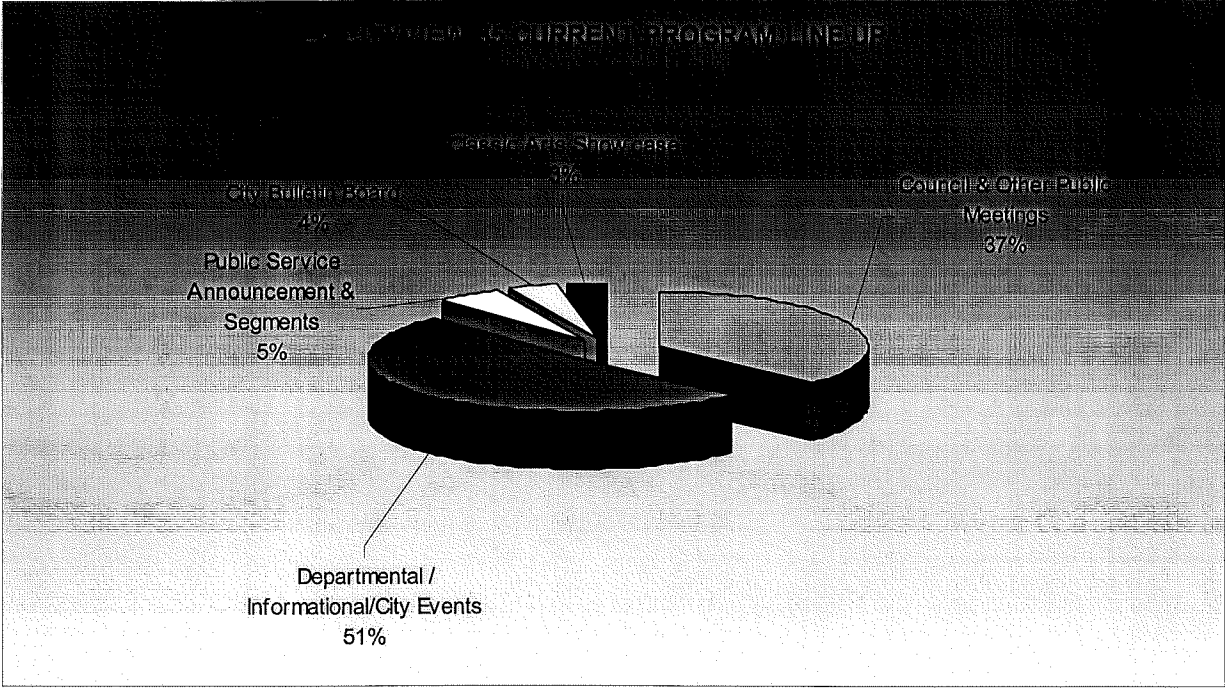 CURRENT PROGRAM LINE UP
Classic Arts Showcase
3%
City Bulletin Board
4%
Council & Other Public
Meetings
37%
Public Service
Announcement &
Segments
5%
Departmental /
Informational/City Events
51%